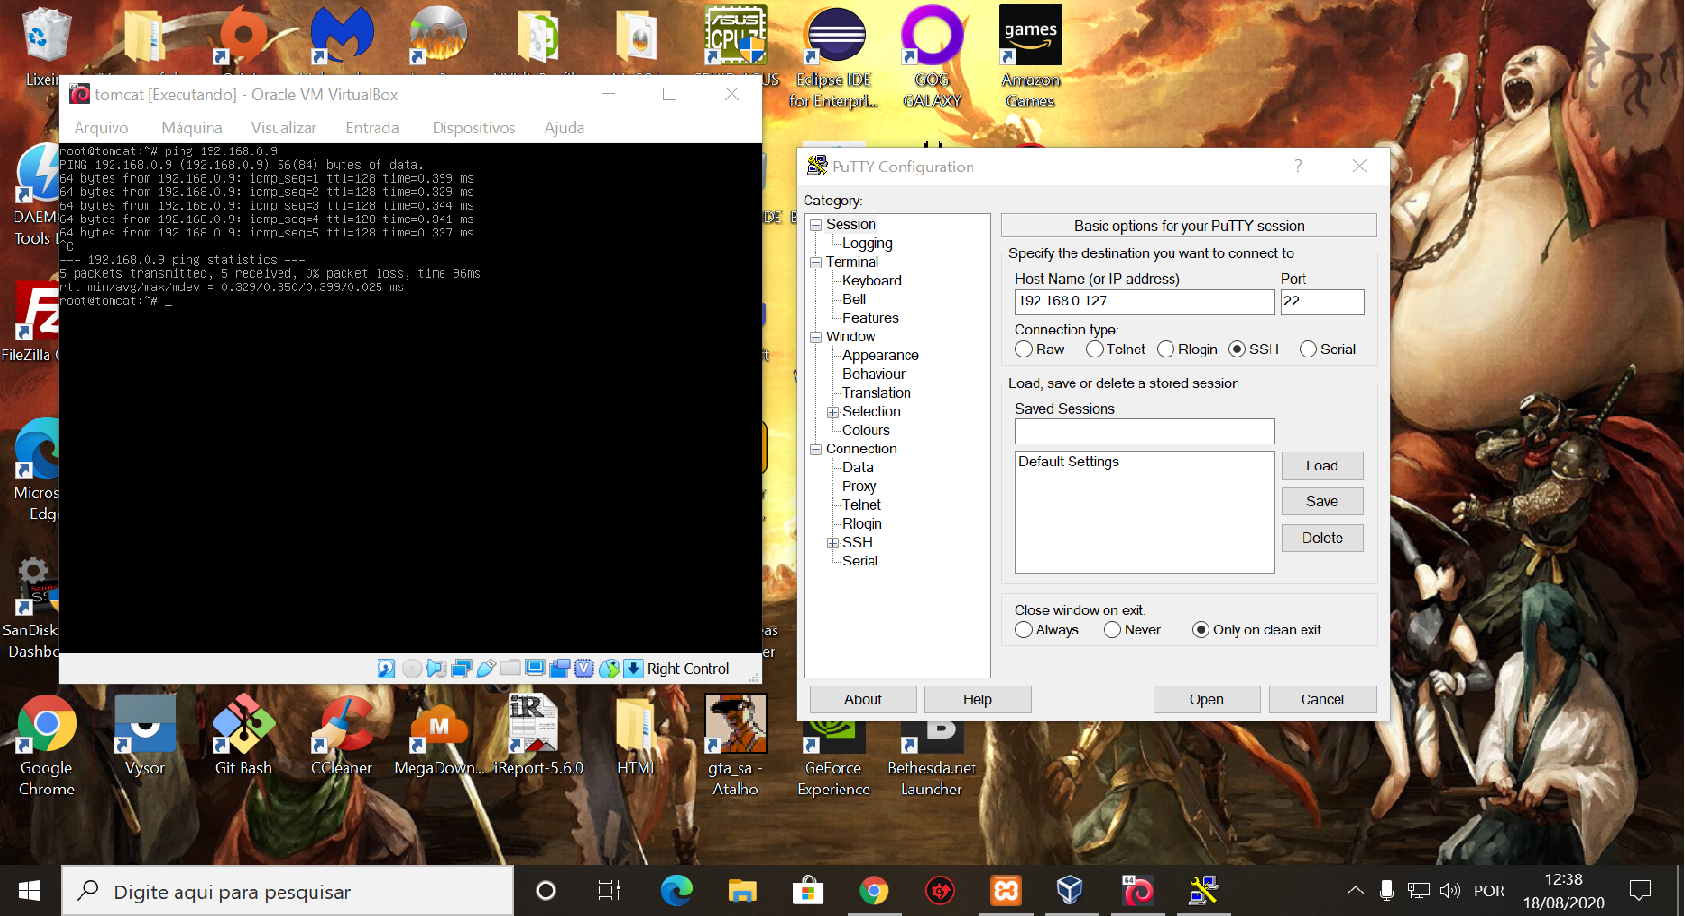 Lixeir
CPUID ASUS
Eclipse IDE
for Enterpri...
GOG
GALAXY
games
Amazon
Games
tomcat [Executando] - Oracle VM VirtualBox
Arquivo Máquina Visualizar Entrada Dispositivos Ajuda
root@tomcat:~# ping 192.168.0.9
PING 192.168.0.9 (192.168.0.9) 56(84) bytes of data.
64 bytes from 192.168.0.9: icmp_seq=1 ttl=128 time=0.399 ms
64 bytes from 192.168.0.9: icmp_seq=2 ttl=128 time=0.329 ms
64 bytes from 192.168.0.9: icmp_seq=3 ttl=128 time=0.344 ms
64 bytes from 192.168.0.9: icmp_seq=4 ttl=128 time=0.341 ms
64 bytes from 192.168.0.9: icmp_seq=5 ttl=128 time=0.337 ms
^C
--- 192.168.0.9 ping statistics ---
5 packets transmitted, 5 received, 0% packet loss, time 96ms
rtt min/avg/max/mdev = 0.329/0.350/0.399/0.025 ms
root@tomcat:~# _
Right Control
DAEM
Tools
FileZilla
Micros
Edge
SanDisk
Dashbo
PuTTY Configuration
Category:
Session
Logging
Terminal
Keyboard
Bell
Features
Window
Appearance
Behaviour
Translation
Selection
Colours
Connection
Data
Proxy
Telnet
Rlogin
SSH
Serial
Basic options for your PuTTY session
Specify the destination you want to connect to
Host Name (or IP address) Port
192.168.0.127 22
Connection type:
Raw Telnet Rlogin SSH Serial
Load, save or delete a stored session
Saved Sessions
Default Settings
Load
Save
Delete
Close window on exit:
Always Never Only on clean exit
About Help Open Cancel
Google
Chrome
Vysor
Git Bash
CCleaner
MegaDown...
iReport-5.6.0
HTML
gta_sa -
Atalho
GeForce
Experience
Bethesda.net
Launcher
Digite aqui para pesquisar
64
POR
12:38
18/08/2020